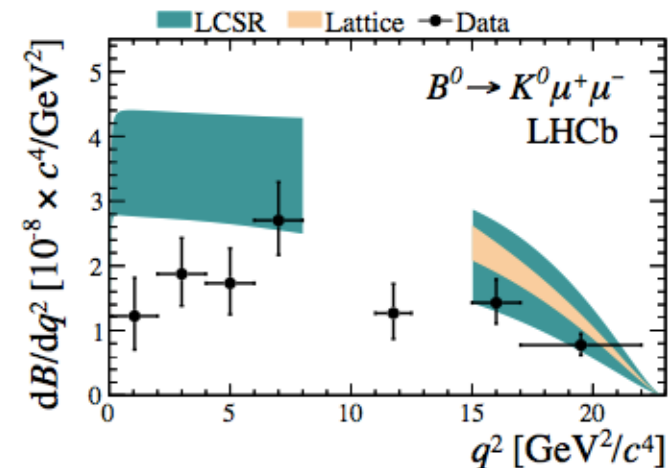 LCSR Lattice Data
B⁰ → K⁰μ⁺μ⁻
LHCb
dB/dq² [10⁻⁸ × c⁴/GeV²]
5
4
3
2
1
0
0 5 10 15 20
q² [GeV²/c⁴]